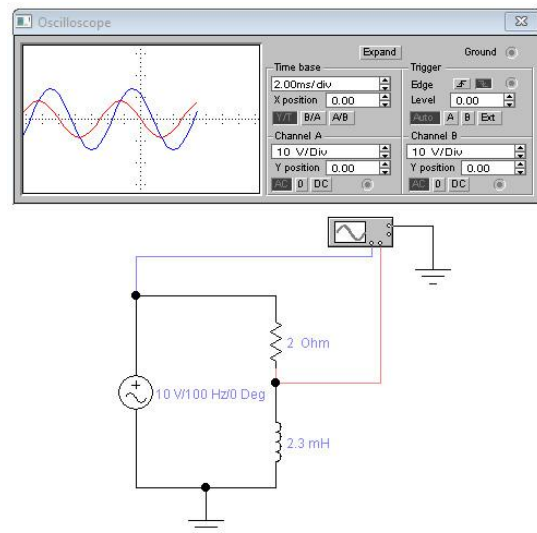 Oscilloscope
Expand
Ground
Time base
2.00ms/div
X position 0.00
Y/T B/A A/B
Trigger
Edge
Level 0.00
Auto A B Ext
Channel A
10 V/Div
Y position 0.00
AC 0 DC
Channel B
10 V/Div
Y position 0.00
AC 0 DC
2 Ohm
10 V/100 Hz/0 Deg
2.3 mH